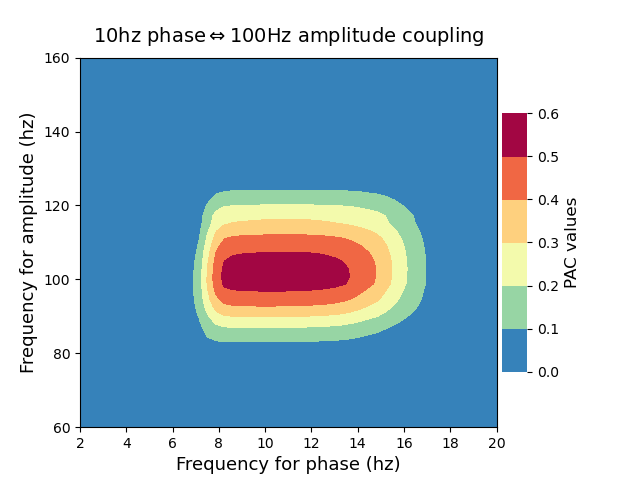 10hz phase⇔100Hz amplitude coupling
160
140
120
100
80
60
Frequency for amplitude (hz)
2 4 6 8 10 12 14 16 18 20
Frequency for phase (hz)
0.6
0.5
0.4
0.3
0.2
0.1
0.0
PAC values